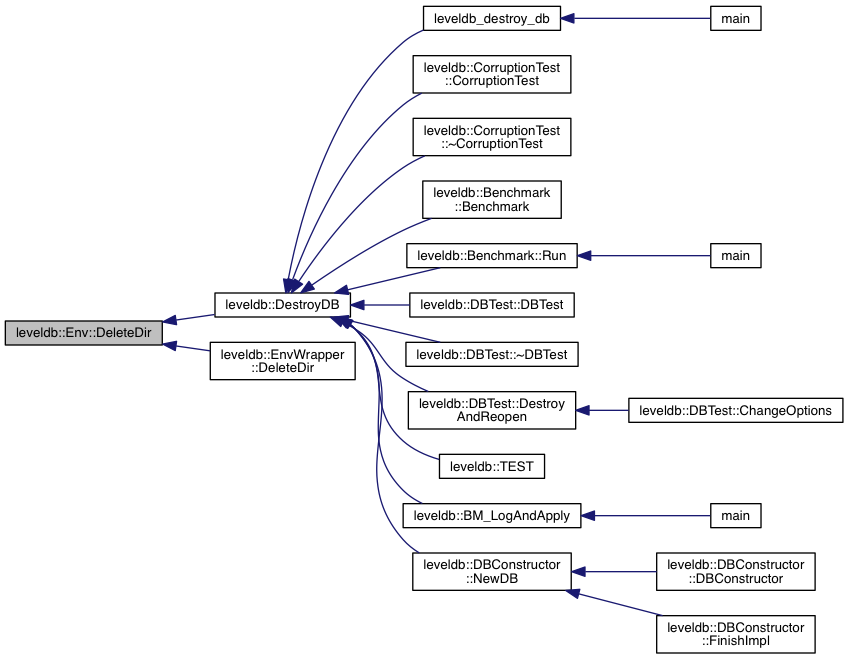 leveldb_destroy_db
main
leveldb::CorruptionTest
::CorruptionTest
leveldb::CorruptionTest
::~CorruptionTest
leveldb::Benchmark
::Benchmark
leveldb::Benchmark::Run
main
leveldb::DestroyDB
leveldb::DBTest::DBTest
leveldb::Env::DeleteDir
leveldb::EnvWrapper
::DeleteDir
leveldb::DBTest::~DBTest
leveldb::DBTest::Destroy
AndReopen
leveldb::DBTest::ChangeOptions
leveldb::TEST
leveldb::BM_LogAndApply
main
leveldb::DBConstructor
::NewDB
leveldb::DBConstructor
::DBConstructor
leveldb::DBConstructor
::FinishImpl